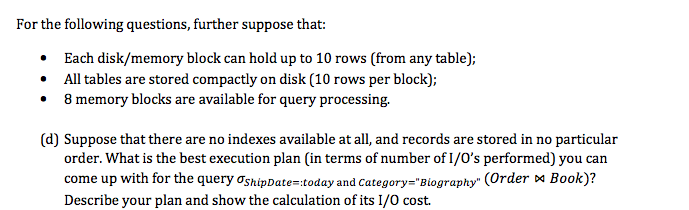 For the following questions, further suppose that:
• Each disk/memory block can hold up to 10 rows (from any table);
• All tables are stored compactly on disk (10 rows per block);
• 8 memory blocks are available for query processing.
(d) Suppose that there are no indexes available at all, and records are stored in no particular
order. What is the best execution plan (in terms of number of I/O's performed) you can
come up with for the query σShipDate=:today and Category="Biography" (Order ⋈ Book)?
Describe your plan and show the calculation of its I/O cost.